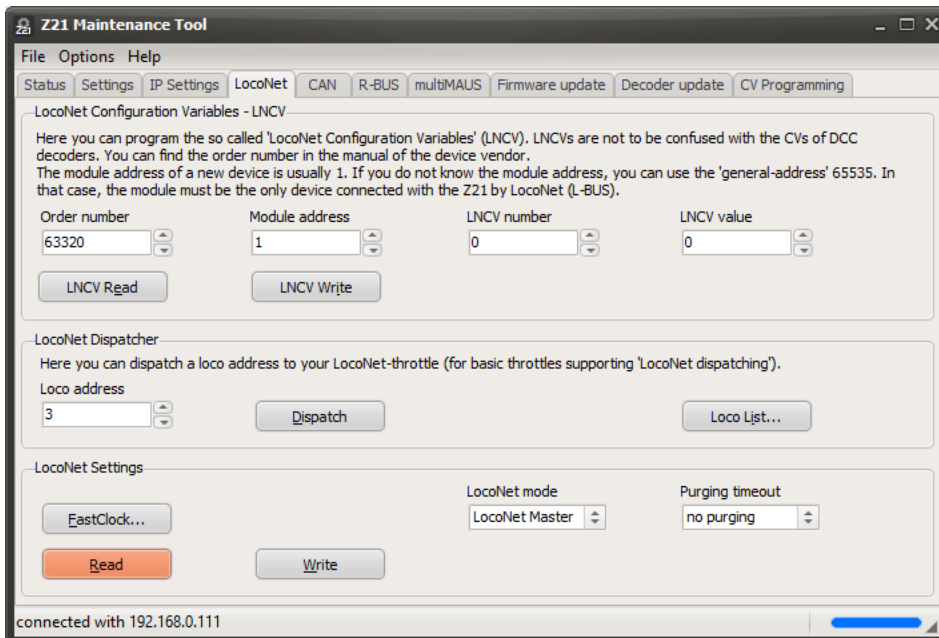 Z21 Maintenance Tool
File Options Help
Status Settings IP Settings LocoNet CAN R-BUS multiMAUS Firmware update Decoder update CV Programming
LocoNet Configuration Variables - LNCV
Here you can program the so called 'LocoNet Configuration Variables' (LNCV). LNCVs are not to be confused with the CVs of DCC
decoders. You can find the order number in the manual of the device vendor.
The module address of a new device is usually 1. If you do not know the module address, you can use the 'general-address' 65535. In
that case, the module must be the only device connected with the Z21 by LocoNet (L-BUS).
Order number Module address LNCV number LNCV value
63320 1 0 0
LNCV Read LNCV Write
LocoNet Dispatcher
Here you can dispatch a loco address to your LocoNet-throttle (for basic throttles supporting 'LocoNet dispatching').
Loco address
3 Dispatch Loco List...
LocoNet Settings
LocoNet mode Purging timeout
FastClock... LocoNet Master no purging
Read Write
connected with 192.168.0.111